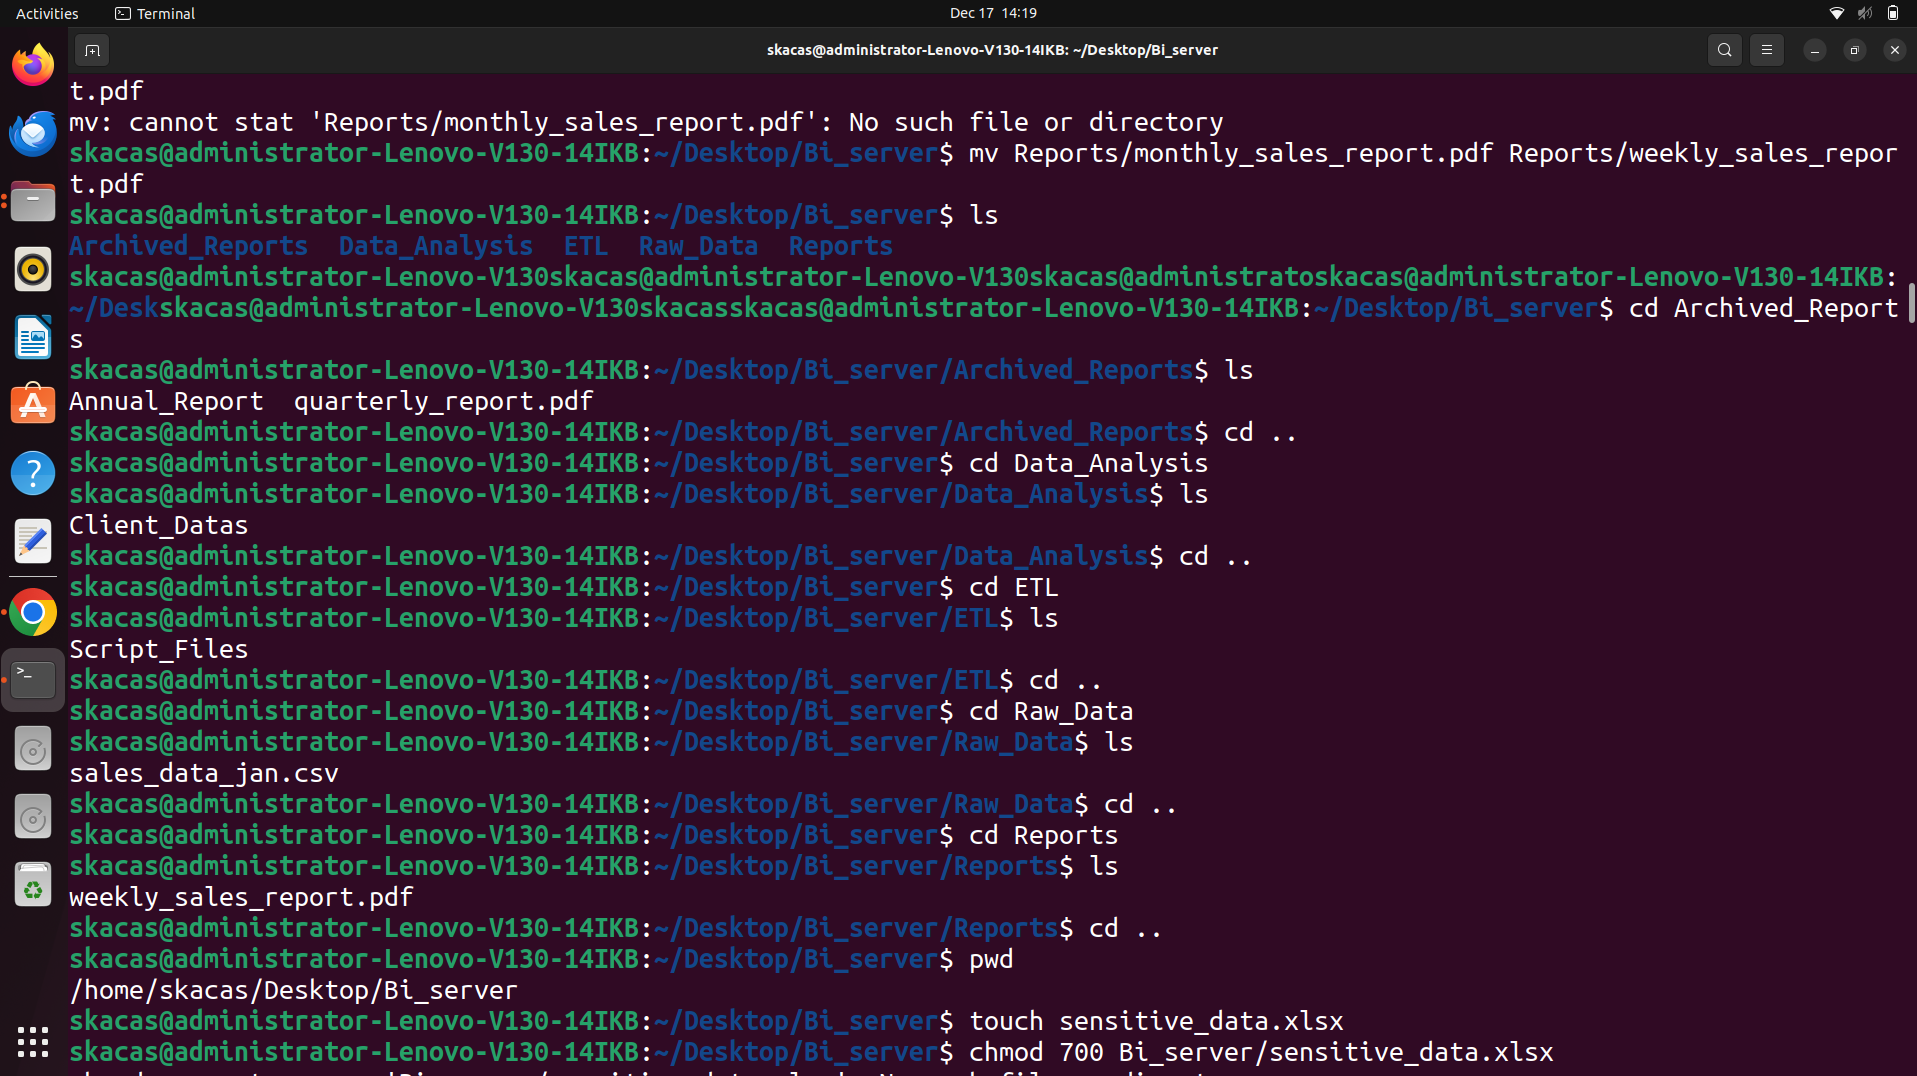 Activities Terminal Dec 17 14:19
skacas@administrator-Lenovo-V130-14IKB: ~/Desktop/Bi_server
t.pdf
mv: cannot stat 'Reports/monthly_sales_report.pdf': No such file or directory
skacas@administrator-Lenovo-V130-14IKB:~/Desktop/Bi_server$ mv Reports/monthly_sales_report.pdf Reports/weekly_sales_repor
t.pdf
skacas@administrator-Lenovo-V130-14IKB:~/Desktop/Bi_server$ ls
Archived_Reports  Data_Analysis  ETL  Raw_Data  Reports
skacas@administrator-Lenovo-V130skacas@administrator-Lenovo-V130skacas@administratoskacas@administrator-Lenovo-V130-14IKB:
~/Deskskacas@administrator-Lenovo-V130skacasskacas@administrator-Lenovo-V130-14IKB:~/Desktop/Bi_server$ cd Archived_Report
s
skacas@administrator-Lenovo-V130-14IKB:~/Desktop/Bi_server/Archived_Reports$ ls
Annual_Report  quarterly_report.pdf
skacas@administrator-Lenovo-V130-14IKB:~/Desktop/Bi_server/Archived_Reports$ cd ..
skacas@administrator-Lenovo-V130-14IKB:~/Desktop/Bi_server$ cd Data_Analysis
skacas@administrator-Lenovo-V130-14IKB:~/Desktop/Bi_server/Data_Analysis$ ls
Client_Datas
skacas@administrator-Lenovo-V130-14IKB:~/Desktop/Bi_server/Data_Analysis$ cd ..
skacas@administrator-Lenovo-V130-14IKB:~/Desktop/Bi_server$ cd ETL
skacas@administrator-Lenovo-V130-14IKB:~/Desktop/Bi_server/ETL$ ls
Script_Files
skacas@administrator-Lenovo-V130-14IKB:~/Desktop/Bi_server/ETL$ cd ..
skacas@administrator-Lenovo-V130-14IKB:~/Desktop/Bi_server$ cd Raw_Data
skacas@administrator-Lenovo-V130-14IKB:~/Desktop/Bi_server/Raw_Data$ ls
sales_data_jan.csv
skacas@administrator-Lenovo-V130-14IKB:~/Desktop/Bi_server/Raw_Data$ cd ..
skacas@administrator-Lenovo-V130-14IKB:~/Desktop/Bi_server$ cd Reports
skacas@administrator-Lenovo-V130-14IKB:~/Desktop/Bi_server/Reports$ ls
weekly_sales_report.pdf
skacas@administrator-Lenovo-V130-14IKB:~/Desktop/Bi_server/Reports$ cd ..
skacas@administrator-Lenovo-V130-14IKB:~/Desktop/Bi_server$ pwd
/home/skacas/Desktop/Bi_server
skacas@administrator-Lenovo-V130-14IKB:~/Desktop/Bi_server$ touch sensitive_data.xlsx
skacas@administrator-Lenovo-V130-14IKB:~/Desktop/Bi_server$ chmod 700 Bi_server/sensitive_data.xlsx